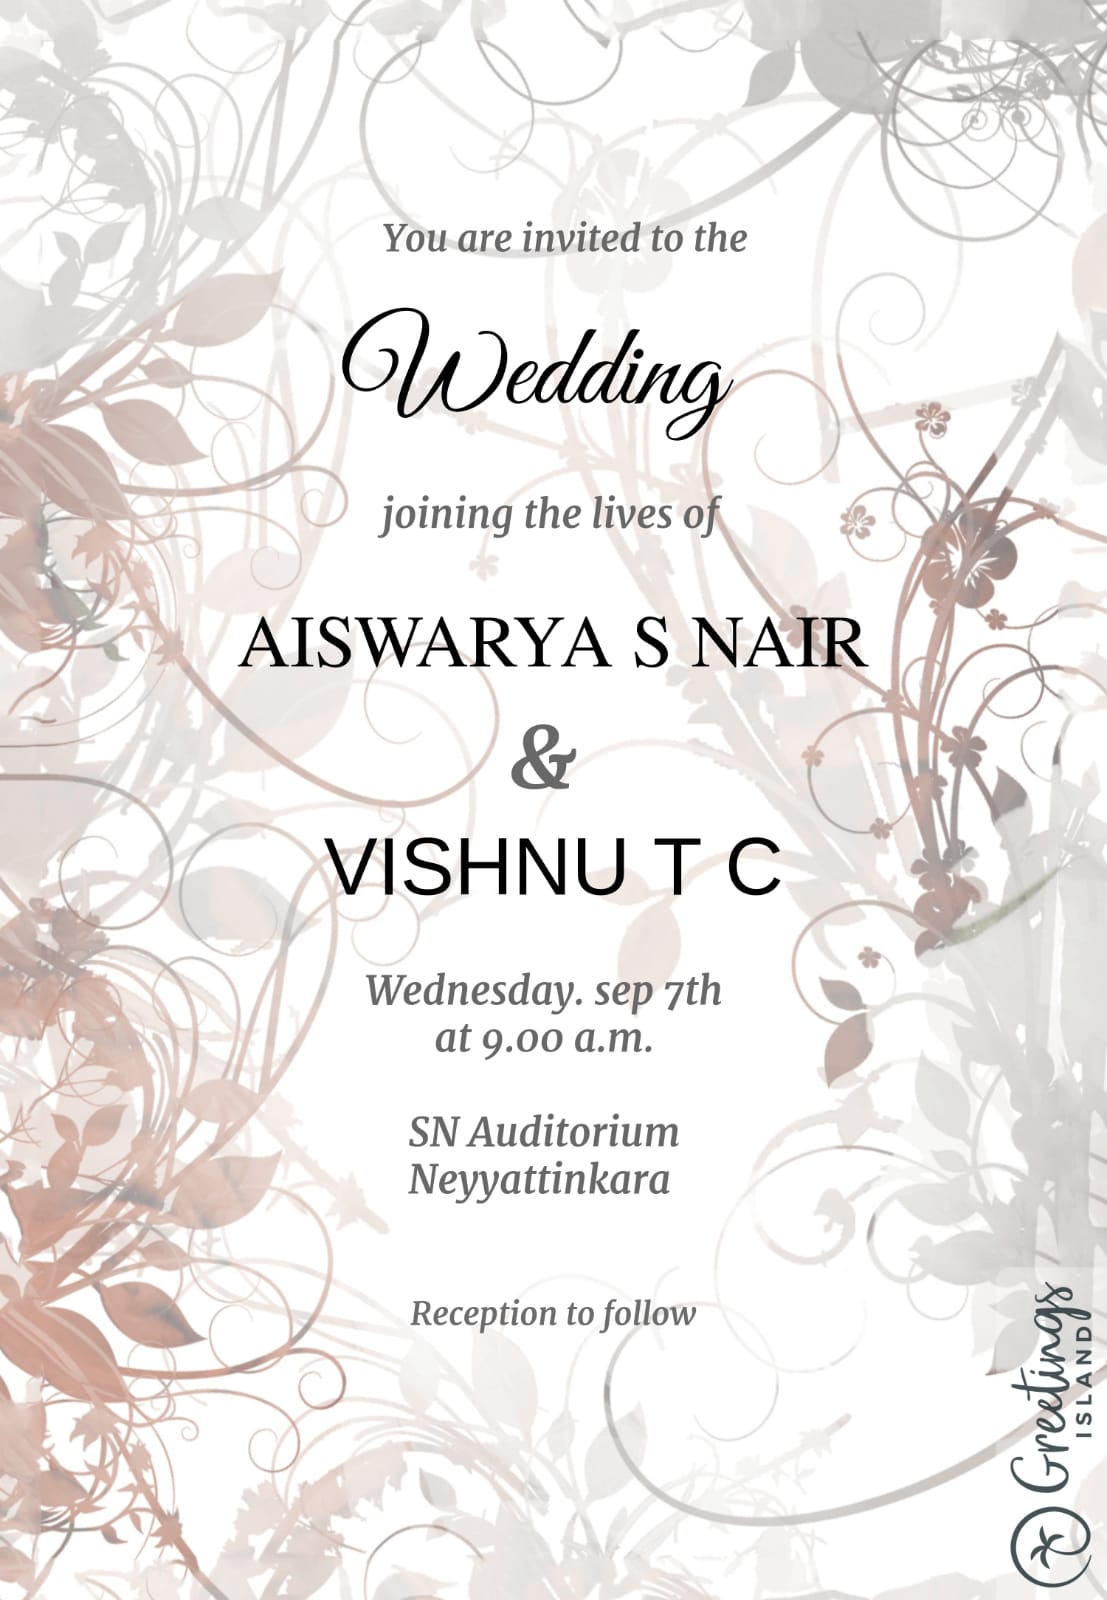 You are invited to the
Wedding
joining the lives of
AISWARYA S NAIR
&
VISHNU T C
Wednesday. sep 7th
at 9.00 a.m.
SN Auditorium
Neyyattinkara
Reception to follow
Greetings
ISLAND